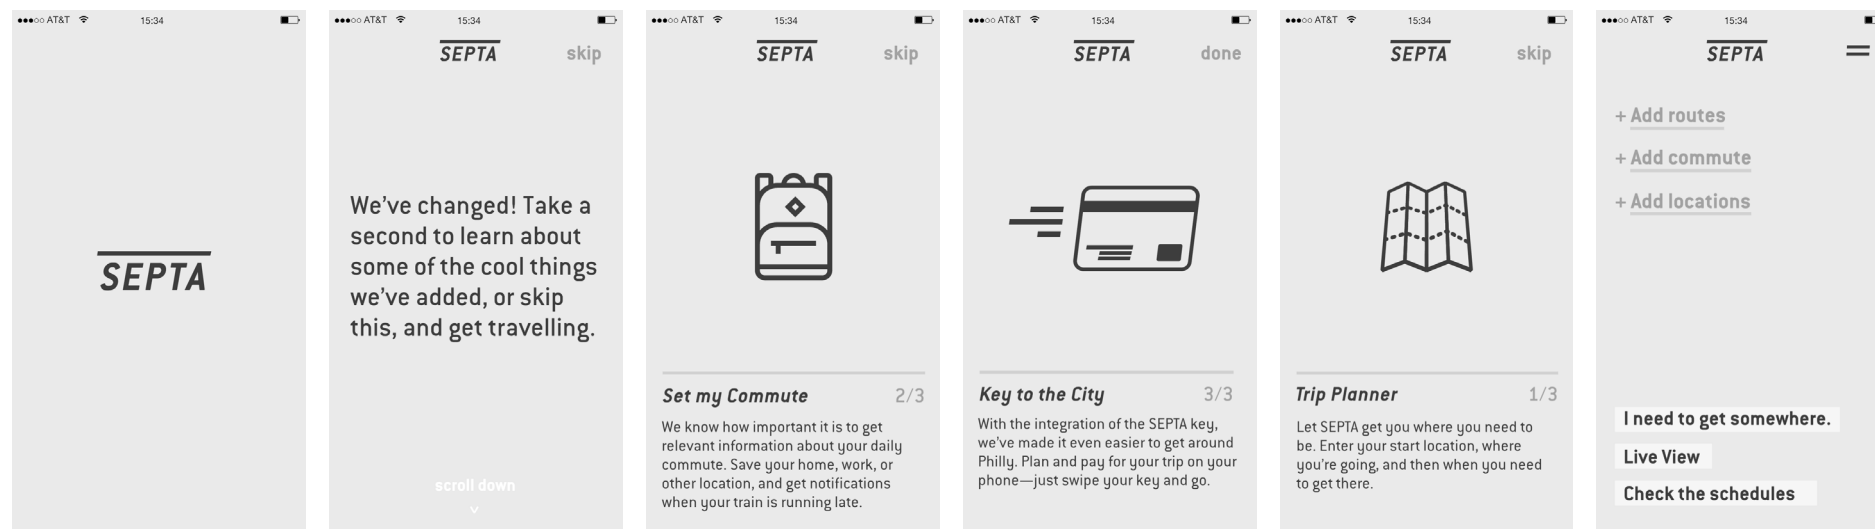 ●●●○○ AT&T 15:34
SEPTA
●●●○○ AT&T 15:34
SEPTA skip
We've changed! Take a
second to learn about
some of the cool things
we've added, or skip
this, and get travelling.
scroll down
●●●○○ AT&T 15:34
SEPTA skip
Set my Commute 2/3
We know how important it is to get
relevant information about your daily
commute. Save your home, work, or
other location, and get notifications
when your train is running late.
●●●○○ AT&T 15:34
SEPTA done
Key to the City 3/3
With the integration of the SEPTA key,
we've made it even easier to get around
Philly. Plan and pay for your trip on your
phone—just swipe your key and go.
●●●○○ AT&T 15:34
SEPTA skip
Trip Planner 1/3
Let SEPTA get you where you need to
be. Enter your start location, where
you're going, and then when you need
to get there.
●●●○○ AT&T 15:34
SEPTA
+ Add routes
+ Add commute
+ Add locations
I need to get somewhere.
Live View
Check the schedules